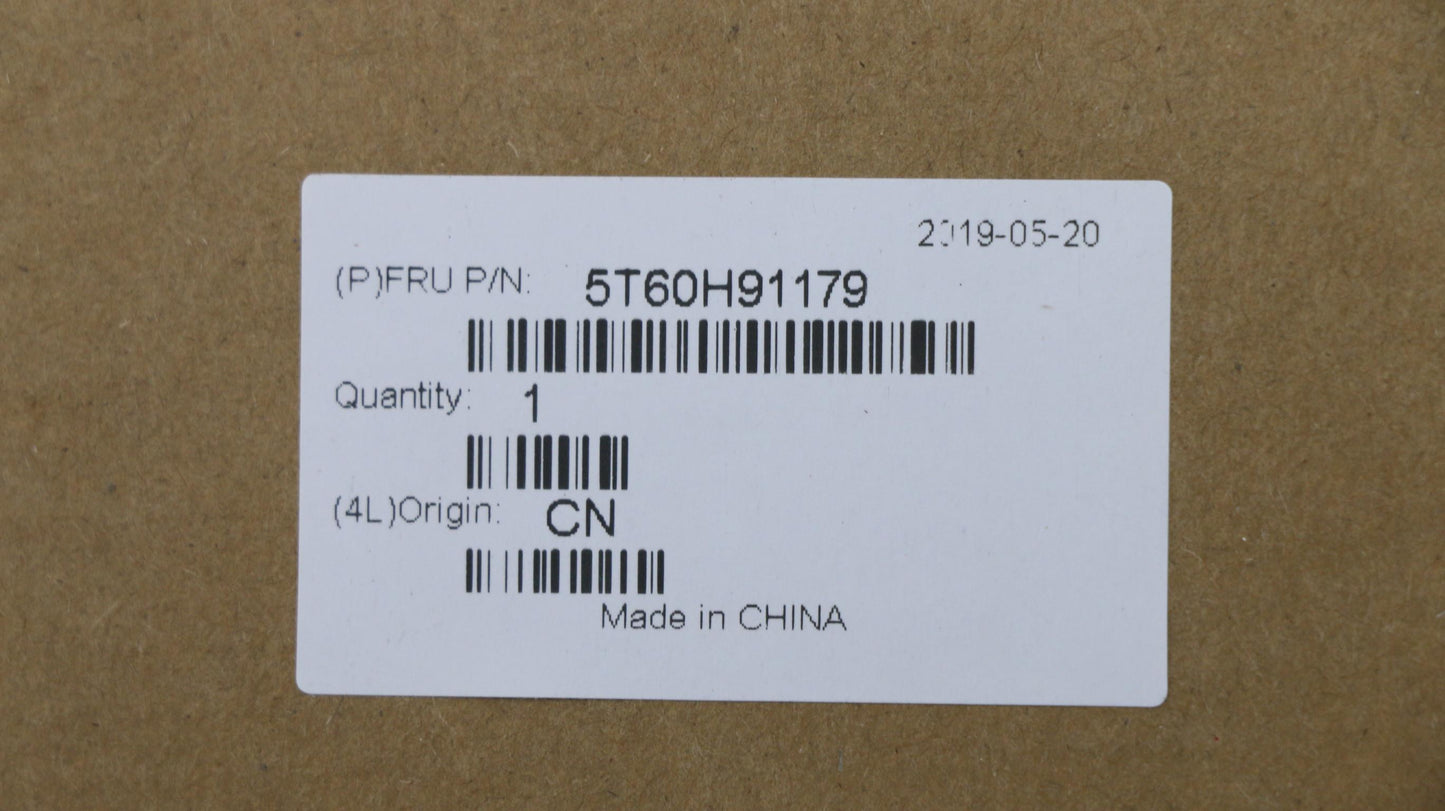 2019-05-20
(P)FRU P/N: 5T60H91179
Quantity: 1
(4L)Origin: CN
Made in CHINA